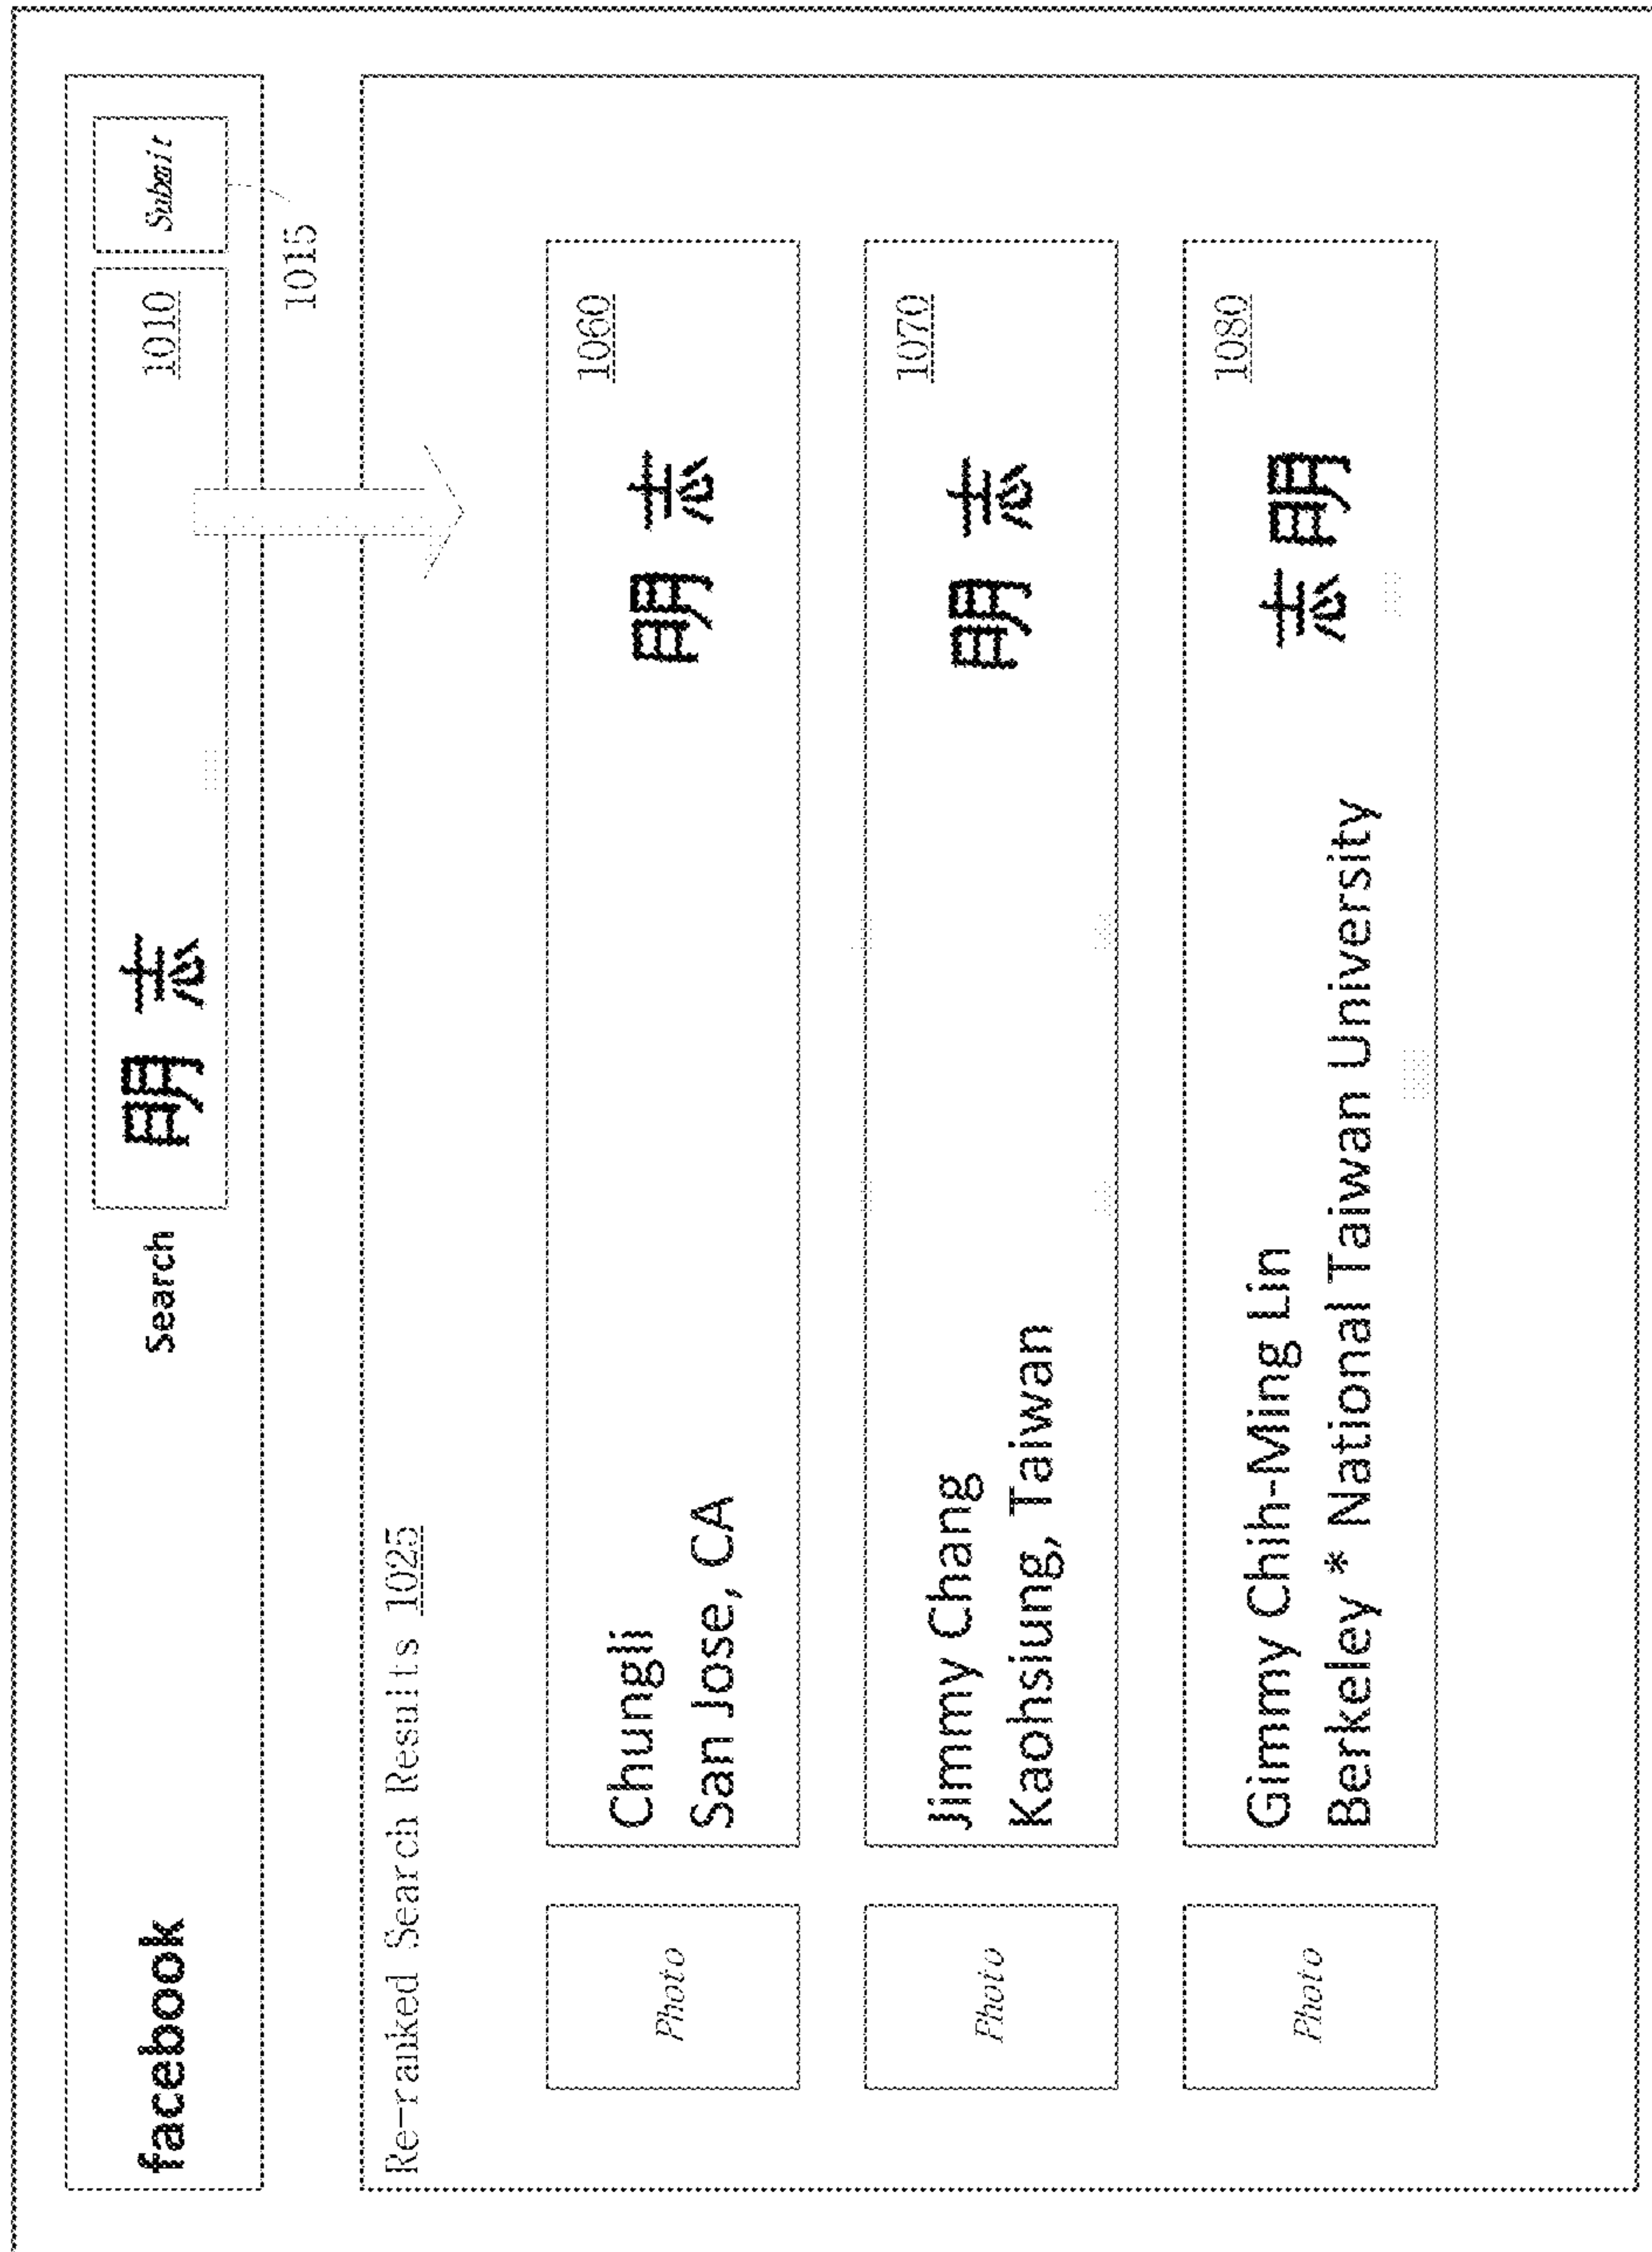 facebook Search 明 志 1010 Submit
1015
Re-ranked Search Results 1025
Photo Chungli 明 志 1060
San Jose, CA
Photo Jimmy Chang 明 志 1070
Kaohsiung, Taiwan
Photo Gimmy Chih-Ming Lin 志 明 1080
Berkeley * National Taiwan University